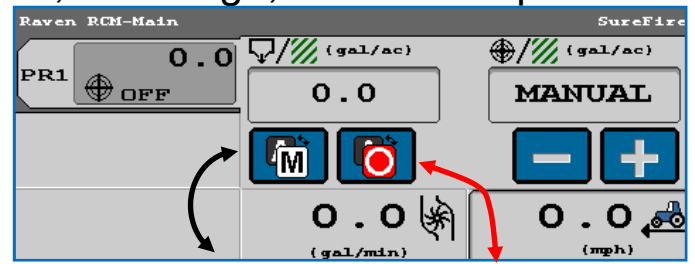 Raven RCM-Main SureFire
PR1 0.0 (gal/ac) (gal/ac)
OFF 0.0 MANUAL
A M A
0.0 0.0
(gal/min) (mph)